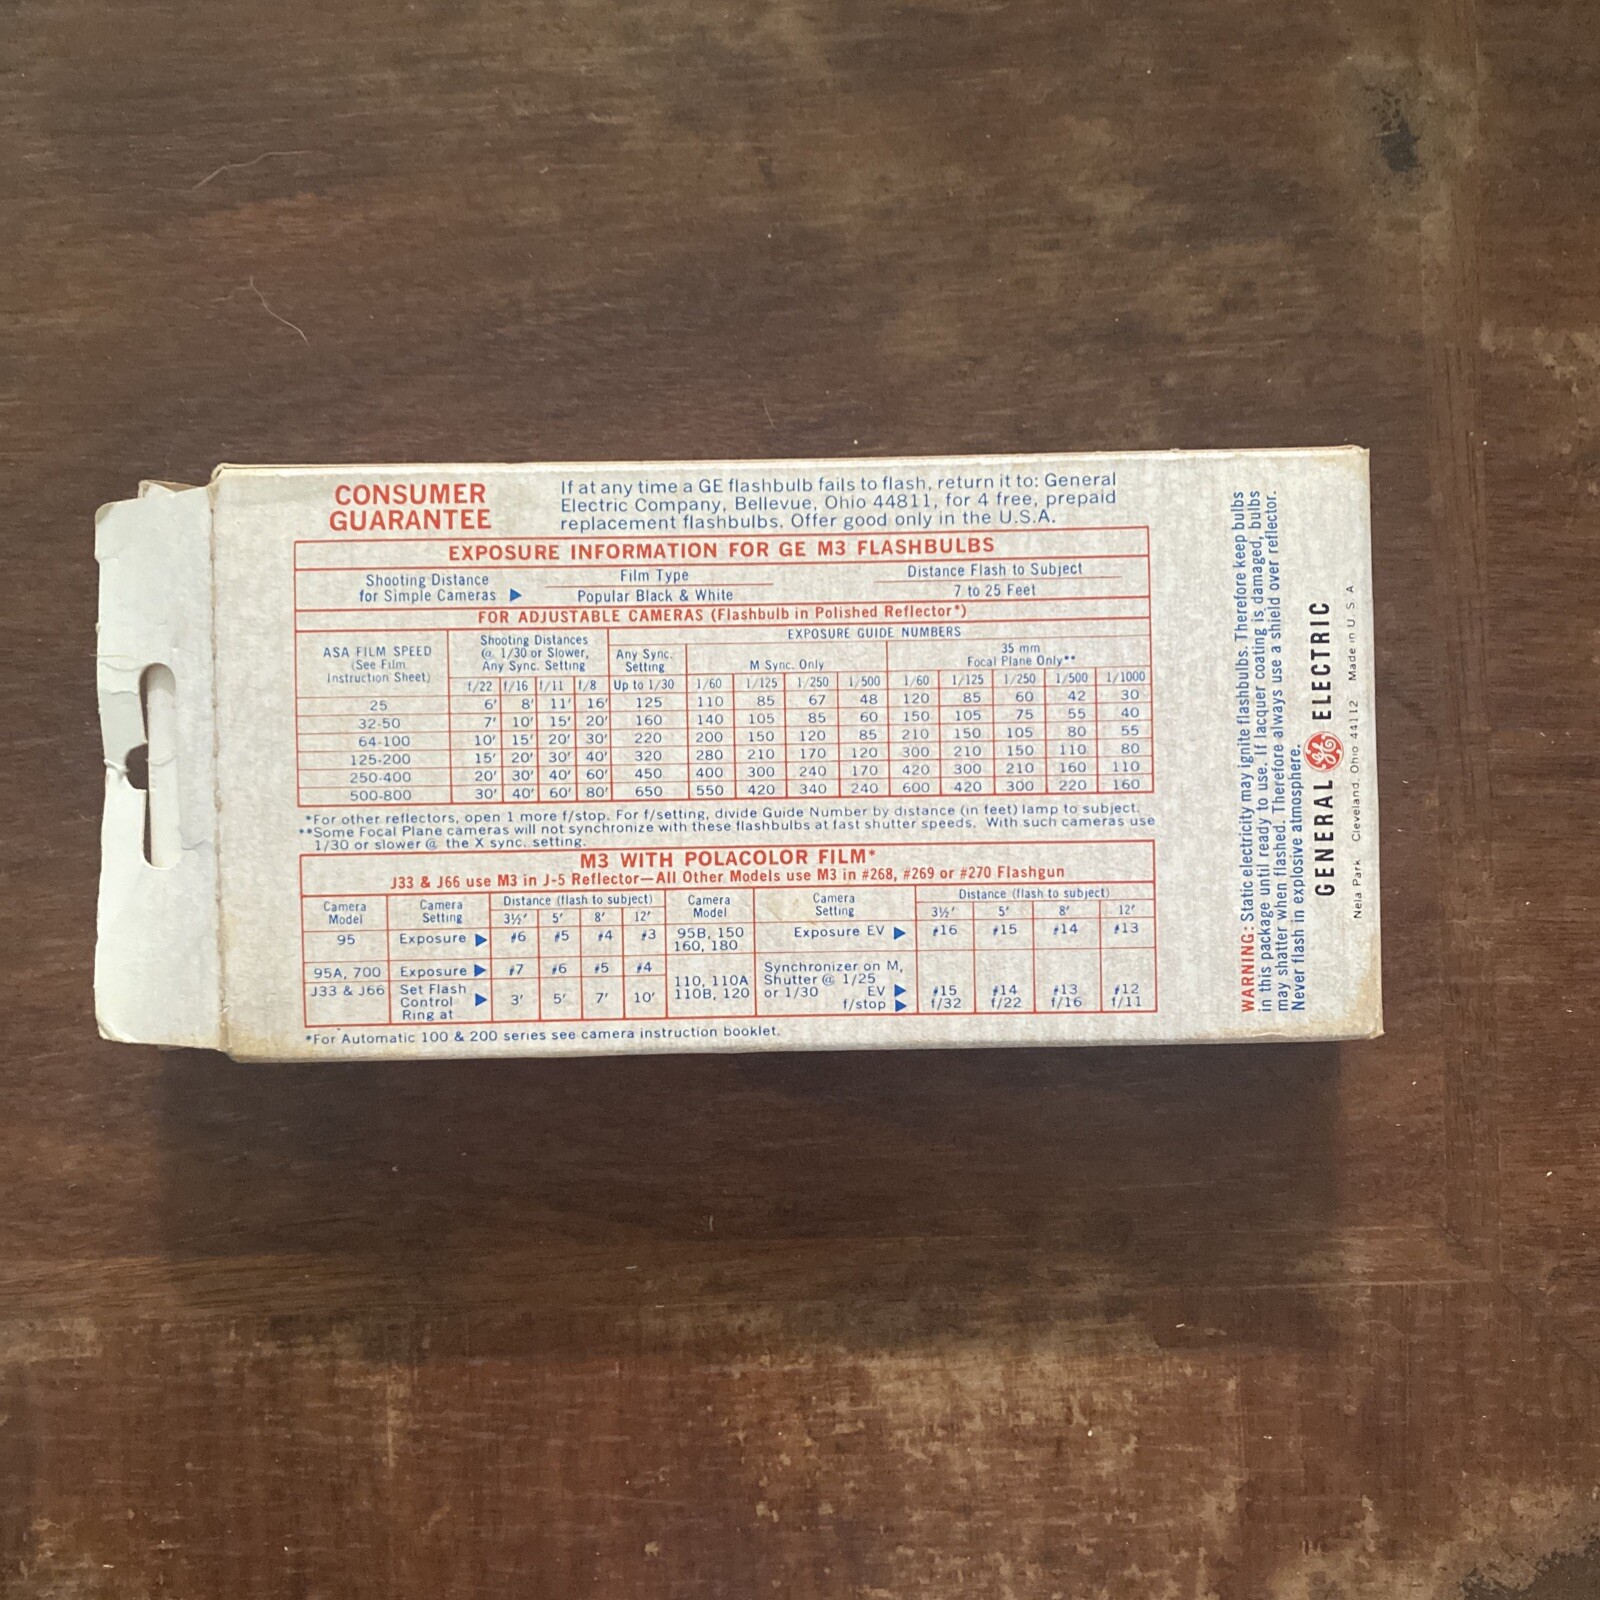 CONSUMER
GUARANTEE
If at any time a GE flashbulb fails to flash, return it to: General
Electric Company, Bellevue, Ohio 44811, for 4 free, prepaid
replacement flashbulbs. Offer good only in the U.S.A.
EXPOSURE INFORMATION FOR GE M3 FLASHBULBS
Shooting Distance
for Simple Cameras ▶
Film Type
Popular Black & White
Distance Flash to Subject
7 to 25 Feet
FOR ADJUSTABLE CAMERAS (Flashbulb in Polished Reflector*)
ASA FILM SPEED
(See Film
Instruction Sheet)
Shooting Distances
@ 1/30 or Slower,
Any Sync. Setting
EXPOSURE GUIDE NUMBERS
Any Sync.
Setting
M Sync. Only
35 mm
Focal Plane Only**
f/22 f/16 f/11 f/8 Up to 1/30 1/60 1/125 1/250 1/500 1/60 1/125 1/250 1/500 1/1000
25 6' 8' 11' 16' 125 110 85 67 48 120 85 60 42 30
32-50 7' 10' 15' 20' 160 140 105 85 60 150 105 75 55 40
64-100 10' 15' 20' 30' 220 200 150 120 85 210 150 105 80 55
125-200 15' 20' 30' 40' 320 280 210 170 120 300 210 150 110 80
250-400 20' 30' 40' 60' 450 400 300 240 170 420 300 210 160 110
500-800 30' 40' 60' 80' 650 550 420 340 240 600 420 300 220 160
*For other reflectors, open 1 more f/stop. For f/setting, divide Guide Number by distance (in feet) lamp to subject.
**Some Focal Plane cameras will not synchronize with these flashbulbs at fast shutter speeds. With such cameras use
1/30 or slower @ the X sync. setting.
M3 WITH POLACOLOR FILM*
J33 & J66 use M3 in J-5 Reflector—All Other Models use M3 in #268, #269 or #270 Flashgun
Camera
Model
Camera
Setting
Distance (flash to subject)
3½' 5' 8' 12'
95 Exposure ▶ #6 #5 #4 #3
95A, 700 Exposure ▶ #7 #6 #5 #4
J33 & J66 Set Flash
Control ▶ 3' 5' 7' 10'
Ring at
Camera
Model
Camera
Setting
Distance (flash to subject)
3½' 5' 8' 12'
95B, 150 Exposure EV ▶ #16 #15 #14 #13
160, 180
Synchronizer on M,
110, 110A Shutter @ 1/25
110B, 120 or 1/30 EV ▶ #15 #14 #13 #12
f/stop ▶ f/32 f/22 f/16 f/11
*For Automatic 100 & 200 series see camera instruction booklet.
WARNING: Static electricity may ignite flashbulbs. Therefore keep bulbs
in this package until ready to use. If lacquer coating is damaged, bulbs
may shatter when flashed. Therefore always use a shield over reflector.
Never flash in explosive atmosphere.
GENERAL GE ELECTRIC
Nela Park Cleveland, Ohio 44112 Made in U. S. A